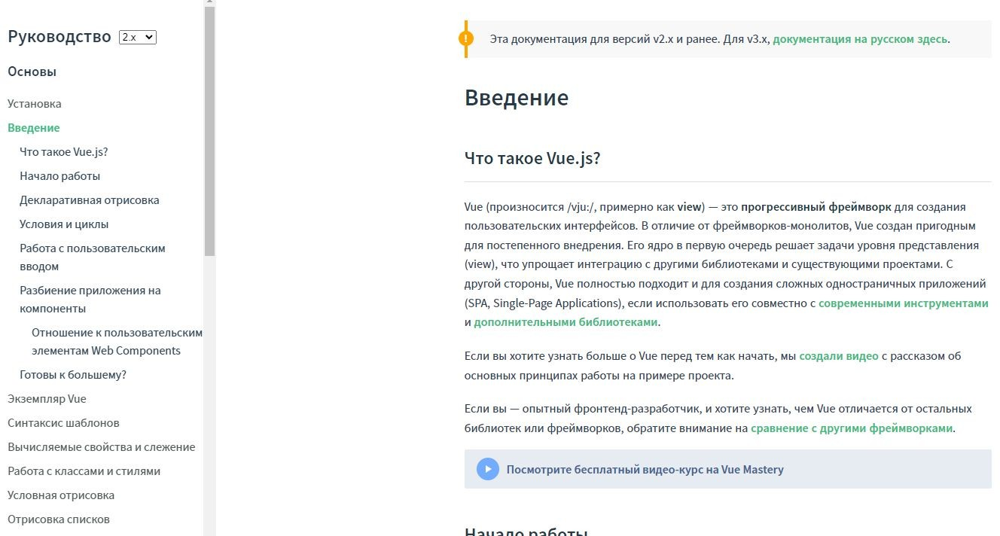 Руководство 2.x
Основы
Установка
Введение
Что такое Vue.js?
Начало работы
Декларативная отрисовка
Условия и циклы
Работа с пользовательским
вводом
Разбиение приложения на
компоненты
Отношение к пользовательским
элементам Web Components
Готовы к большему?
Экземпляр Vue
Синтаксис шаблонов
Вычисляемые свойства и слежение
Работа с классами и стилями
Условная отрисовка
Отрисовка списков
Эта документация для версий v2.x и ранее. Для v3.x, документация на русском здесь.
Введение
Что такое Vue.js?
Vue (произносится /vjuː/, примерно как view) — это прогрессивный фреймворк для создания
пользовательских интерфейсов. В отличие от фреймворков-монолитов, Vue создан пригодным
для постепенного внедрения. Его ядро в первую очередь решает задачи уровня представления
(view), что упрощает интеграцию с другими библиотеками и существующими проектами. С
другой стороны, Vue полностью подходит и для создания сложных одностраничных приложений
(SPA, Single-Page Applications), если использовать его совместно с современными инструментами
и дополнительными библиотеками.
Если вы хотите узнать больше о Vue перед тем как начать, мы создали видео с рассказом об
основных принципах работы на примере проекта.
Если вы — опытный фронтенд-разработчик, и хотите узнать, чем Vue отличается от остальных
библиотек или фреймворков, обратите внимание на сравнение с другими фреймворками.
Посмотрите бесплатный видео-курс на Vue Mastery
Начало работы